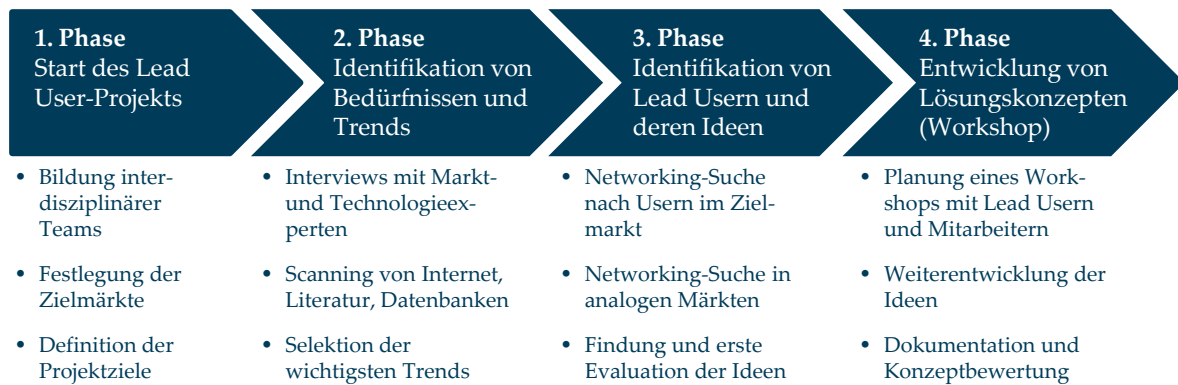 1. Phase
Start des Lead
User-Projekts
2. Phase
Identifikation von
Bedürfnissen und
Trends
3. Phase
Identifikation von
Lead Usern und
deren Ideen
4. Phase
Entwicklung von
Lösungskonzepten
(Workshop)
• Bildung inter-
disziplinärer
Teams
• Festlegung der
Zielmärkte
• Definition der
Projektziele
• Interviews mit Markt-
und Technologieex-
perten
• Scanning von Internet,
Literatur, Datenbanken
• Selektion der
wichtigsten Trends
• Networking-Suche
nach Usern im Ziel-
markt
• Networking-Suche in
analogen Märkten
• Findung und erste
Evaluation der Ideen
• Planung eines Work-
shops mit Lead Usern
und Mitarbeitern
• Weiterentwicklung der
Ideen
• Dokumentation und
Konzeptbewertung